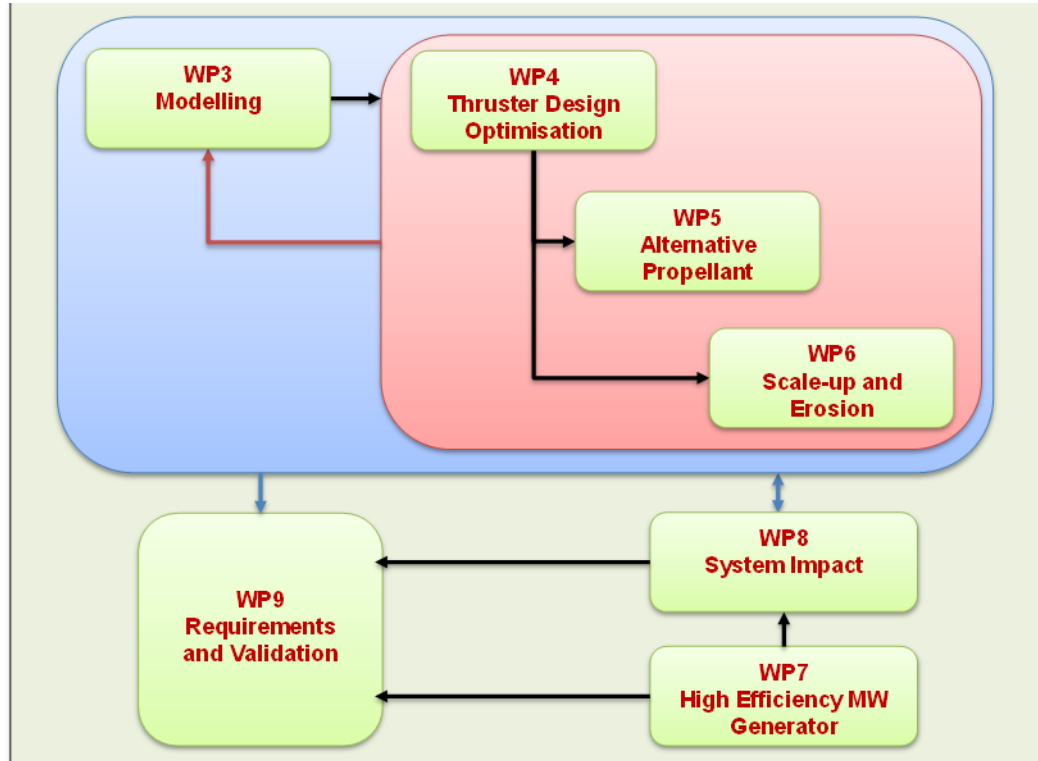 WP3
Modelling
WP4
Thruster Design
Optimisation
WP5
Alternative
Propellant
WP6
Scale-up and
Erosion
WP8
System Impact
WP9
Requirements
and Validation
WP7
High Efficiency MW
Generator